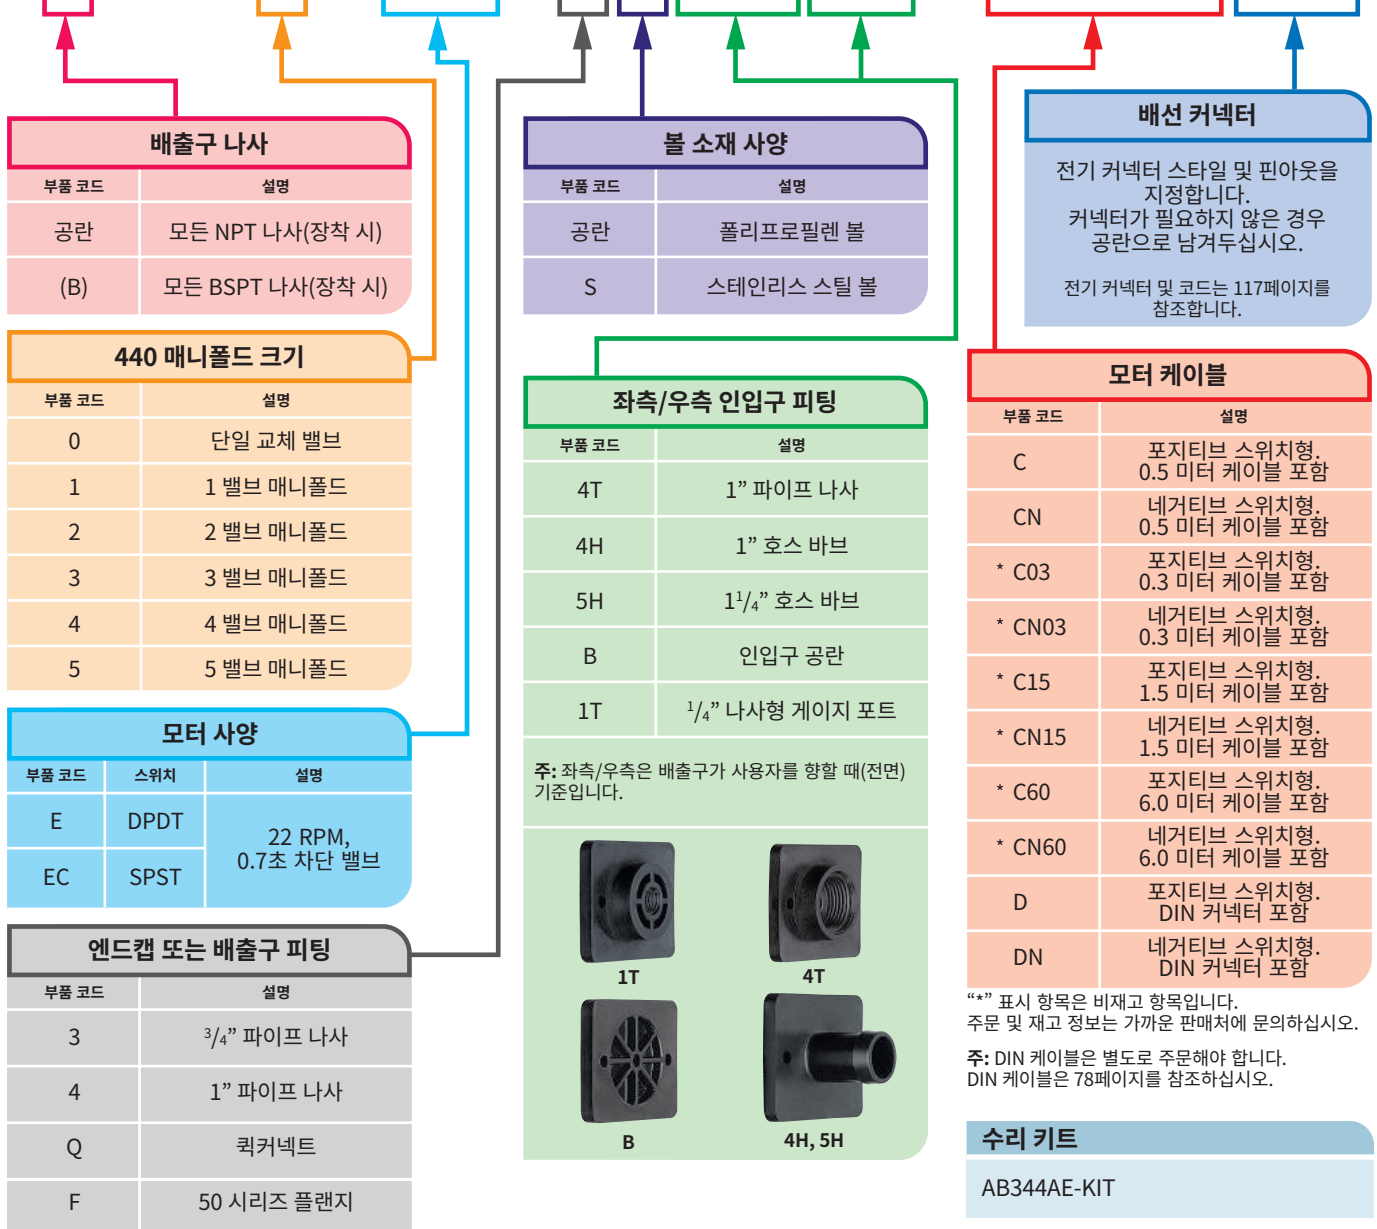 배출구 나사
부품 코드 설명
공란 모든 NPT 나사(장착 시)
(B) 모든 BSPT 나사(장착 시)
440 매니폴드 크기
부품 코드 설명
0 단일 교체 밸브
1 1 밸브 매니폴드
2 2 밸브 매니폴드
3 3 밸브 매니폴드
4 4 밸브 매니폴드
5 5 밸브 매니폴드
모터 사양
부품 코드 스위치 설명
E DPDT
EC SPST
22 RPM,
0.7초 차단 밸브
엔드캡 또는 배출구 피팅
부품 코드 설명
3 3/4” 파이프 나사
4 1” 파이프 나사
Q 퀵커넥트
F 50 시리즈 플랜지
볼 소재 사양
부품 코드 설명
공란 폴리프로필렌 볼
S 스테인리스 스틸 볼
좌측/우측 인입구 피팅
부품 코드 설명
4T 1” 파이프 나사
4H 1” 호스 바브
5H 11/4” 호스 바브
B 인입구 공란
1T 1/4” 나사형 게이지 포트
주: 좌측/우측은 배출구가 사용자를 향할 때(전면)
기준입니다.
1T 4T
B 4H, 5H
배선 커넥터
전기 커넥터 스타일 및 핀아웃을
지정합니다.
커넥터가 필요하지 않은 경우
공란으로 남겨두십시오.
전기 커넥터 및 코드는 117페이지를
참조합니다.
모터 케이블
부품 코드 설명
C 포지티브 스위치형.
0.5 미터 케이블 포함
CN 네거티브 스위치형.
0.5 미터 케이블 포함
* C03 포지티브 스위치형.
0.3 미터 케이블 포함
* CN03 네거티브 스위치형.
0.3 미터 케이블 포함
* C15 포지티브 스위치형.
1.5 미터 케이블 포함
* CN15 네거티브 스위치형.
1.5 미터 케이블 포함
* C60 포지티브 스위치형.
6.0 미터 케이블 포함
* CN60 네거티브 스위치형.
6.0 미터 케이블 포함
D 포지티브 스위치형.
DIN 커넥터 포함
DN 네거티브 스위치형.
DIN 커넥터 포함
“*” 표시 항목은 비재고 항목입니다.
주문 및 재고 정보는 가까운 판매처에 문의하십시오.
주: DIN 케이블은 별도로 주문해야 합니다.
DIN 케이블은 78페이지를 참조하십시오.
수리 키트
AB344AE-KIT